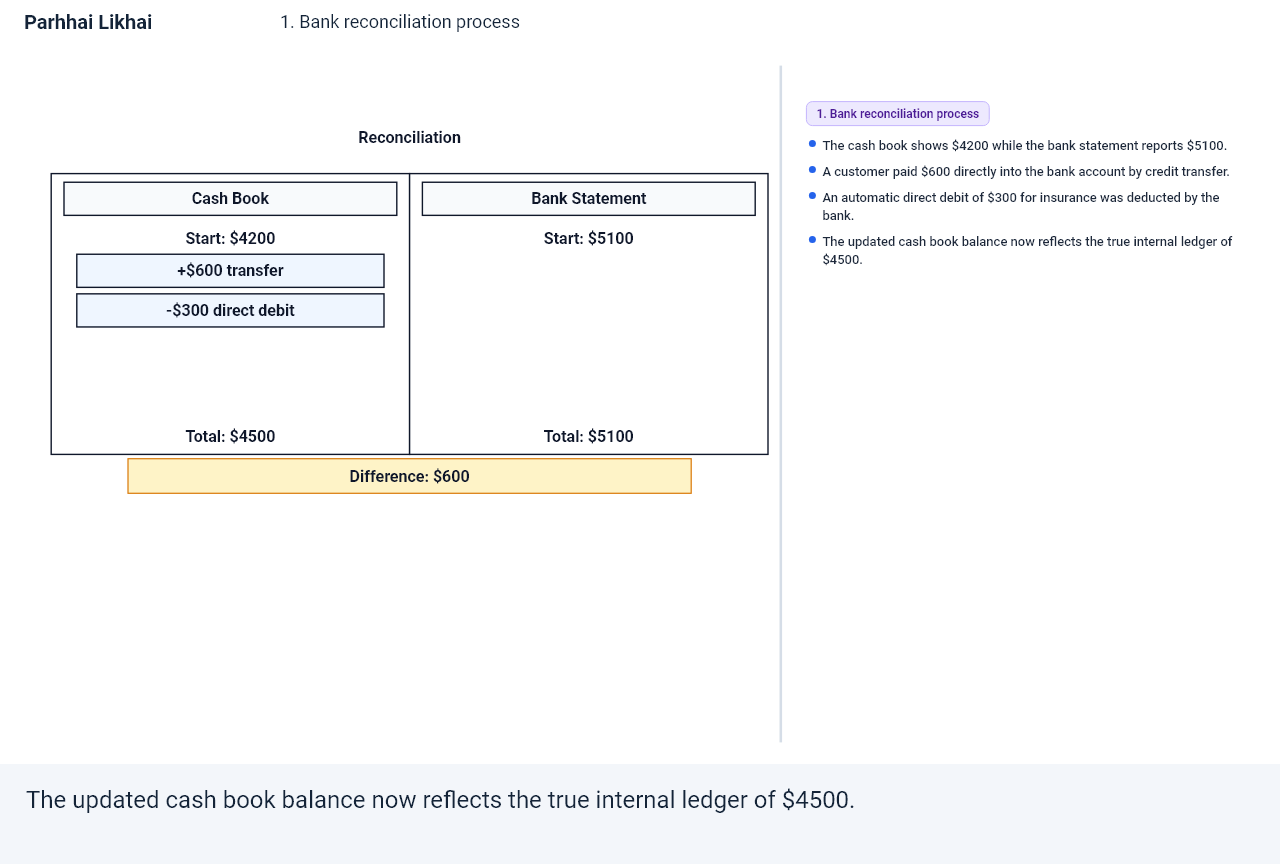 Parhhai Likhai
1. Bank reconciliation process
Reconciliation
Cash Book
Bank Statement
Start: $4200
Start: $5100
+$600 transfer
-$300 direct debit
Total: $4500
Total: $5100
Difference: $600
1. Bank reconciliation process
The cash book shows $4200 while the bank statement reports $5100.
A customer paid $600 directly into the bank account by credit transfer.
An automatic direct debit of $300 for insurance was deducted by the
bank.
The updated cash book balance now reflects the true internal ledger of
$4500.
The updated cash book balance now reflects the true internal ledger of $4500.